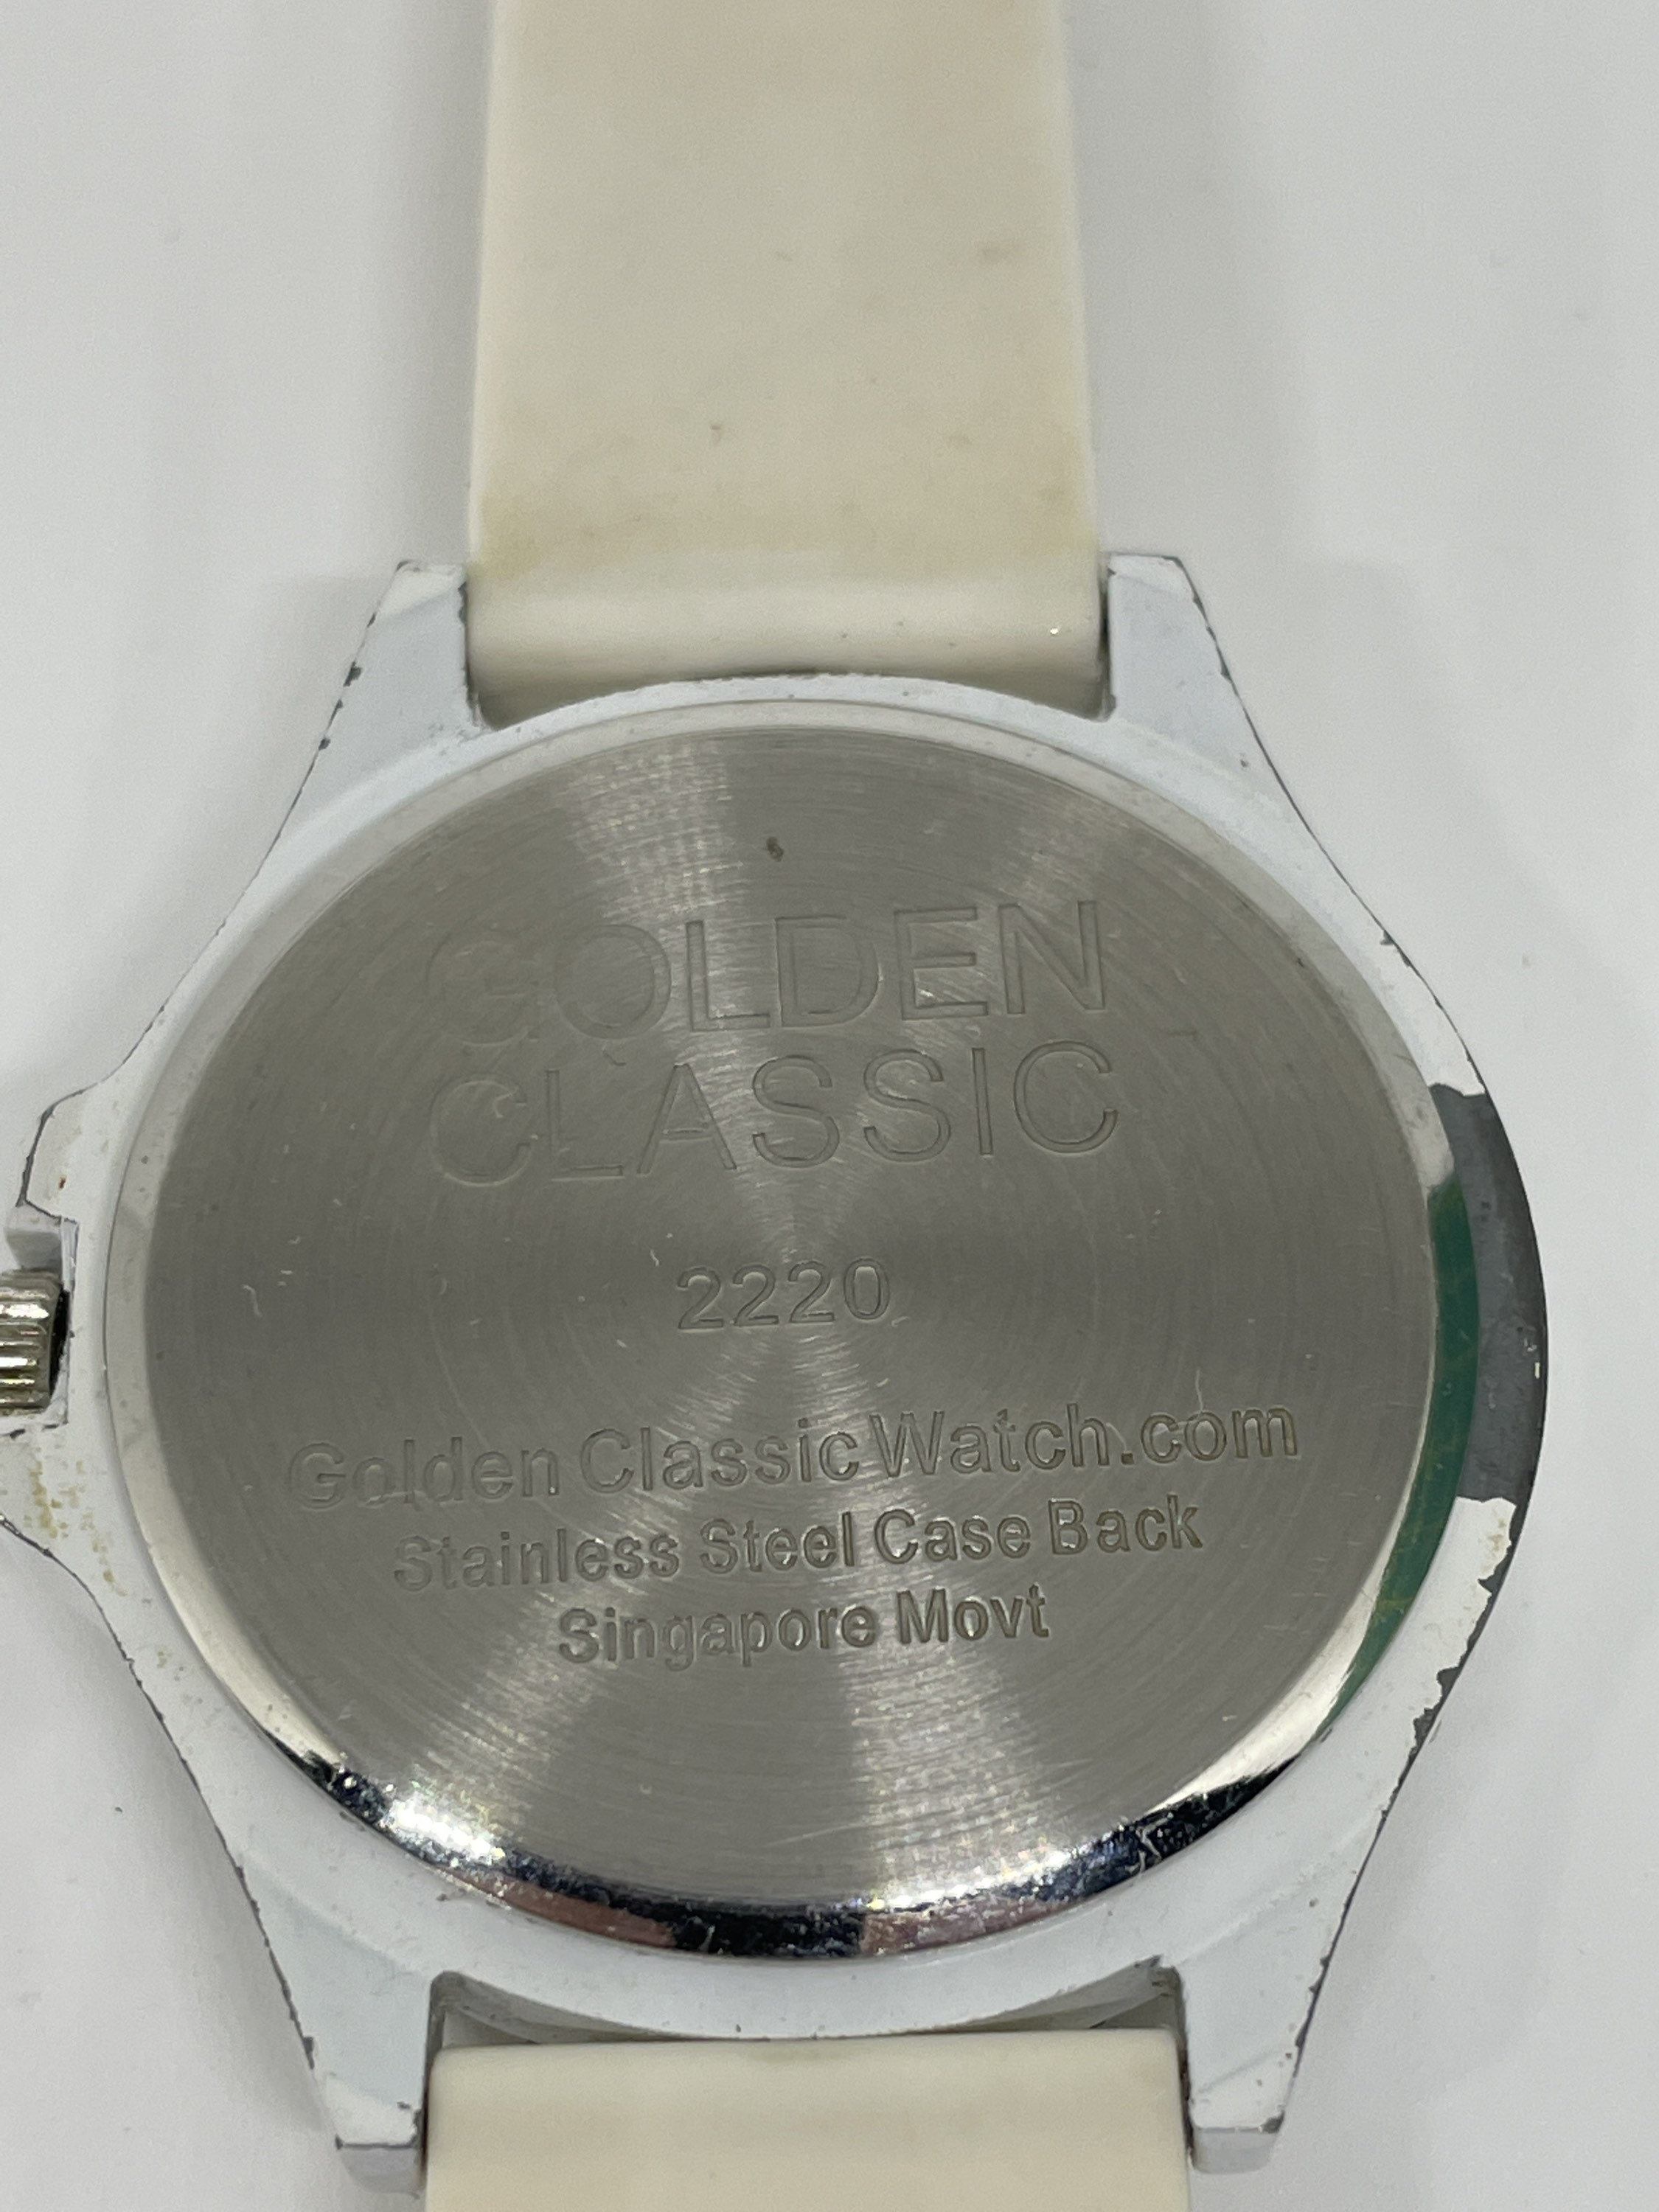 GOLDEN
CLASSIC
2220
Golden Classic Watch.com
Stainless Steel Case Back
Singapore Movt